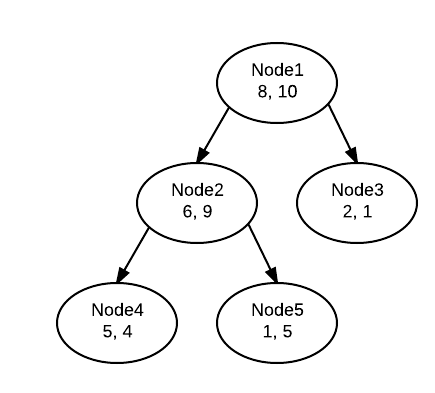 Node1
8, 10
Node2
6, 9
Node3
2, 1
Node4
5, 4
Node5
1, 5